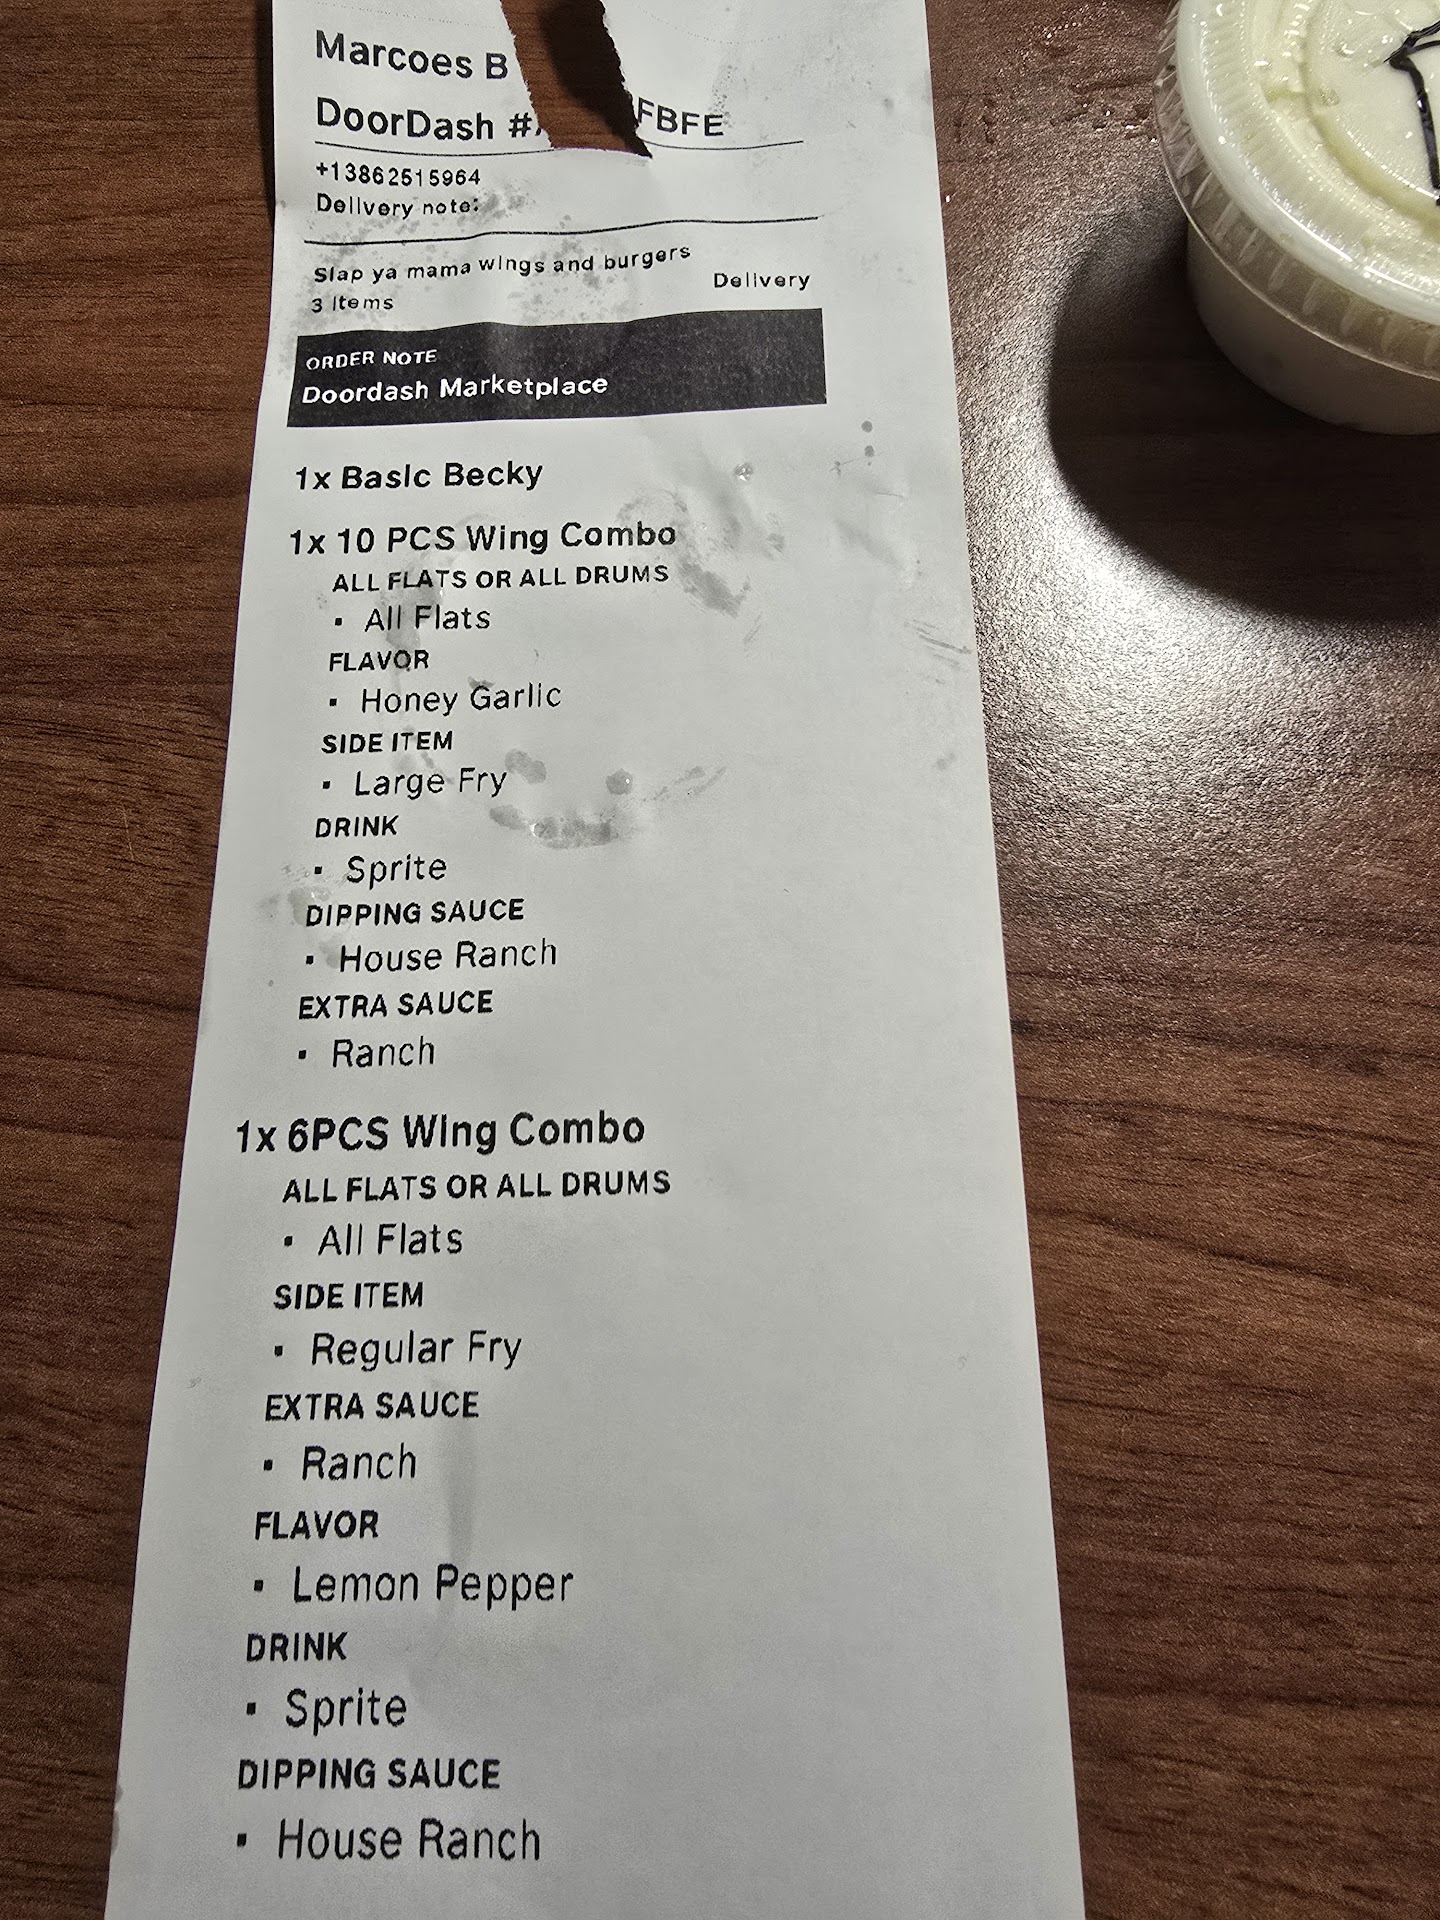 Marcoes B
DoorDash # FBFE
+13862515964
Delivery note:
Slap ya mama wings and burgers
Delivery
3 items
ORDER NOTE
Doordash Marketplace
1x Basic Becky
1x 10 PCS Wing Combo
ALL FLATS OR ALL DRUMS
▪ All Flats
FLAVOR
▪ Honey Garlic
SIDE ITEM
▪ Large Fry
DRINK
▪ Sprite
DIPPING SAUCE
▪ House Ranch
EXTRA SAUCE
▪ Ranch
1x 6PCS Wing Combo
ALL FLATS OR ALL DRUMS
▪ All Flats
SIDE ITEM
▪ Regular Fry
EXTRA SAUCE
▪ Ranch
FLAVOR
▪ Lemon Pepper
DRINK
▪ Sprite
DIPPING SAUCE
▪ House Ranch